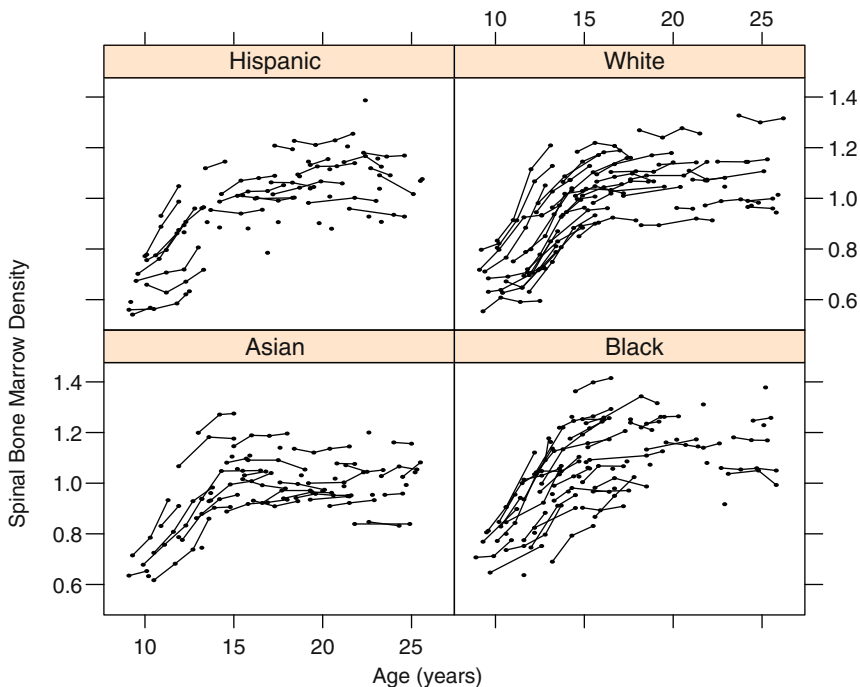 10 15 20 25
Hispanic White
1.4
1.2
1.0
0.8
0.6
Asian Black
1.4
1.2
1.0
0.8
0.6
10 15 20 25
Age (years)
Spinal Bone Marrow Density